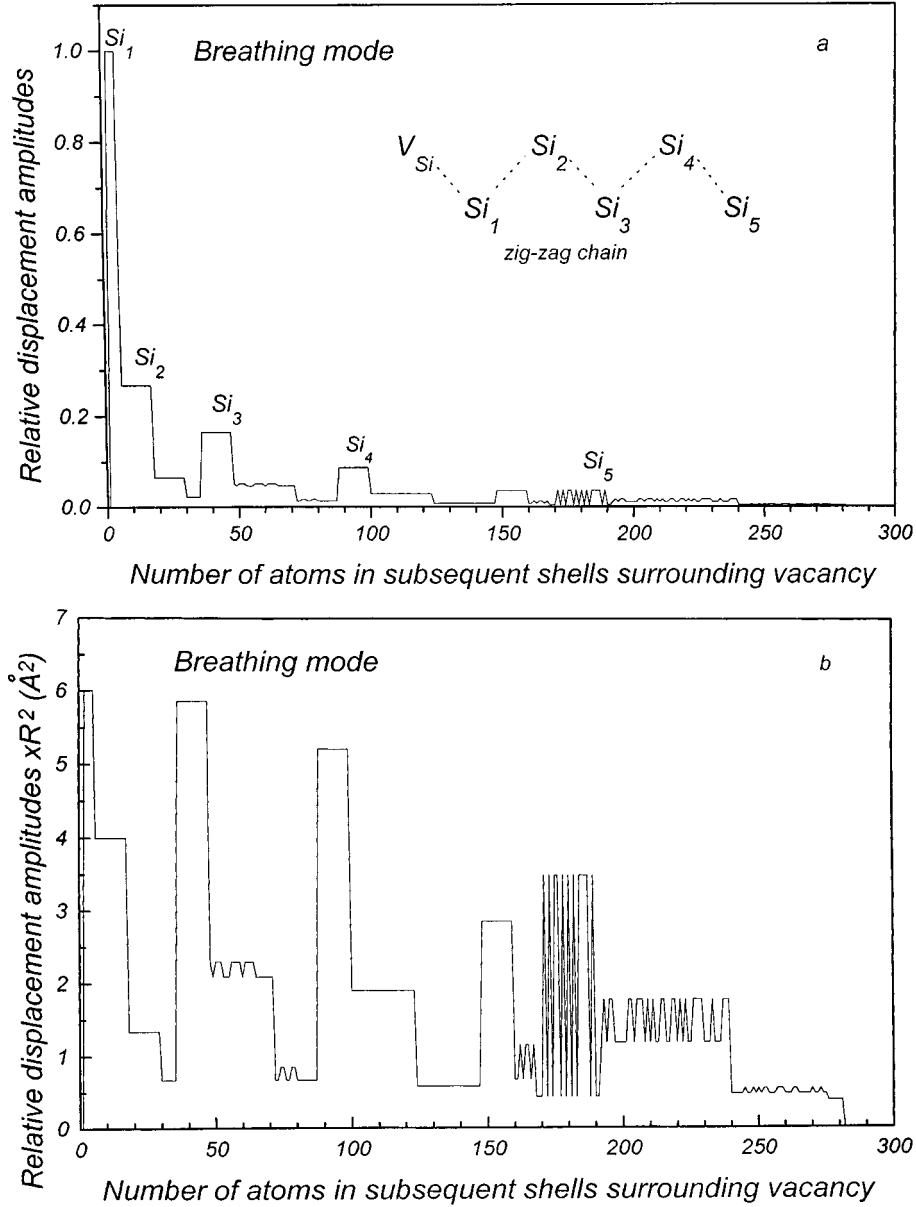 Si₁
Breathing mode
a
V_Si Si₂ Si₄
Si₁ Si₃ Si₅
zig-zag chain
Si₂
Si₃
Si₄
Si₅
Relative displacement amplitudes
1.0
0.8
0.6
0.4
0.2
0.0
0 50 100 150 200 250 300
Number of atoms in subsequent shells surrounding vacancy
Breathing mode
b
Relative displacement amplitudes xR² (Å²)
7
6
5
4
3
2
1
0
0 50 100 150 200 250 300
Number of atoms in subsequent shells surrounding vacancy